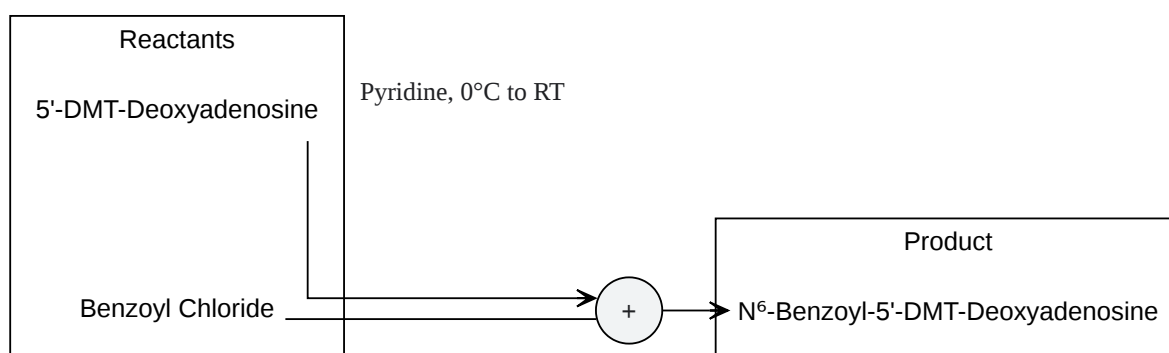 Reactants
5'-DMT-Deoxyadenosine
Pyridine, 0°C to RT
Benzoyl Chloride
+
Product
N⁶-Benzoyl-5'-DMT-Deoxyadenosine